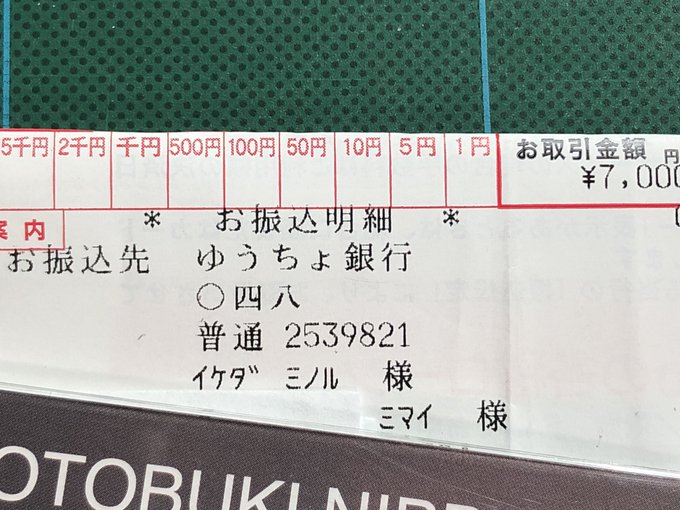 5千円 2千円 千円 500円 100円 50円 10円 5円 1円 お取引金額 円
¥7,000
案内
* お振込明細 *
お振込先 ゆうちょ銀行
〇四八
普通 2539821
イケダ ミノル 様
ミマイ 様
OTOBUKI NIPP